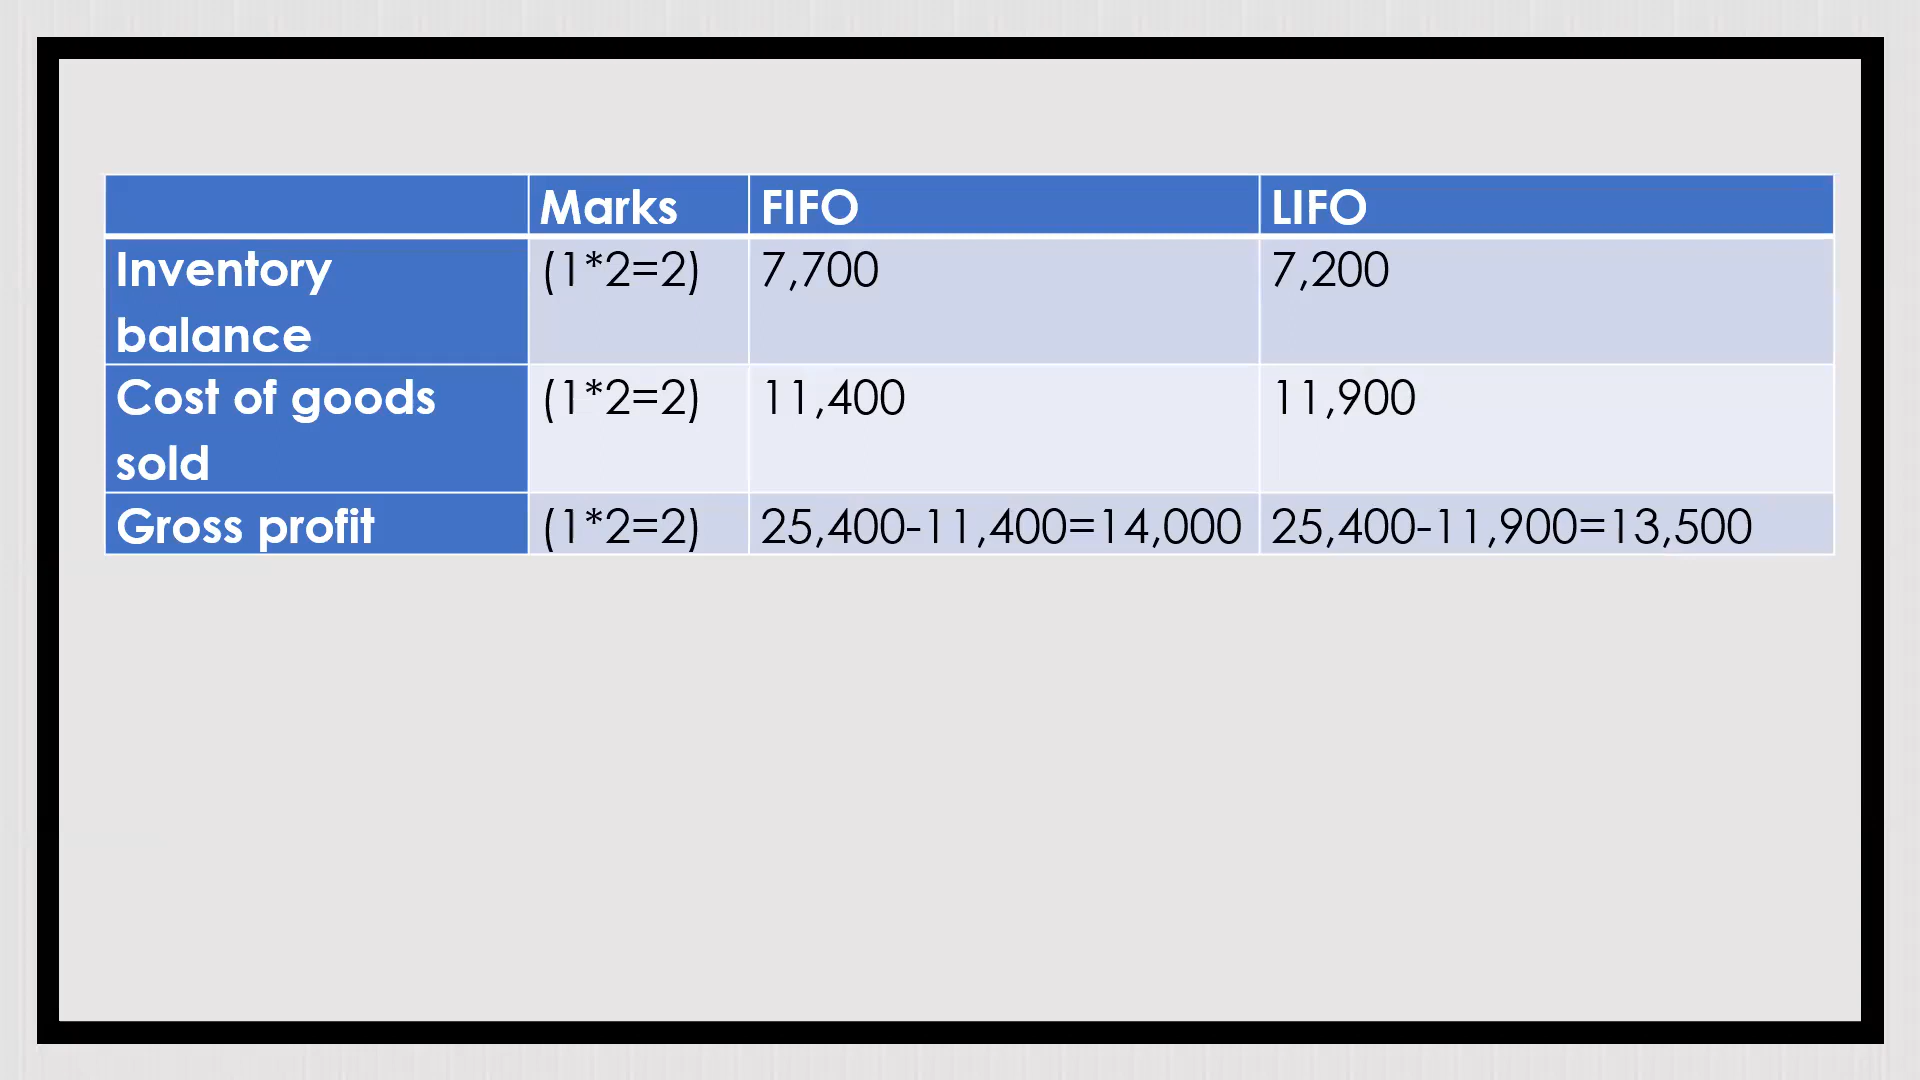 Marks FIFO LIFO
Inventory balance (1*2=2) 7,700 7,200
Cost of goods sold (1*2=2) 11,400 11,900
Gross profit (1*2=2) 25,400-11,400=14,000 25,400-11,900=13,500